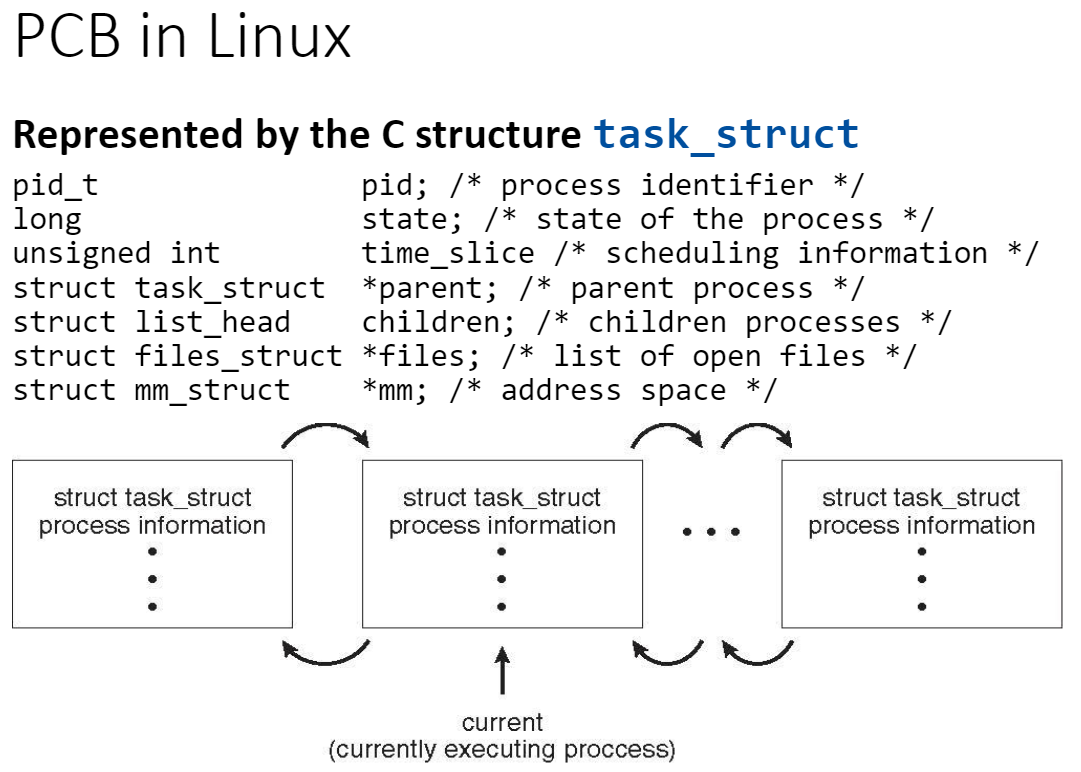 PCB in Linux
Represented by the C structure task_struct
pid_t pid; /* process identifier */
long state; /* state of the process */
unsigned int time_slice /* scheduling information */
struct task_struct *parent; /* parent process */
struct list_head children; /* children processes */
struct files_struct *files; /* list of open files */
struct mm_struct *mm; /* address space */
struct task_struct
process information
struct task_struct
process information
struct task_struct
process information
current
(currently executing proccess)